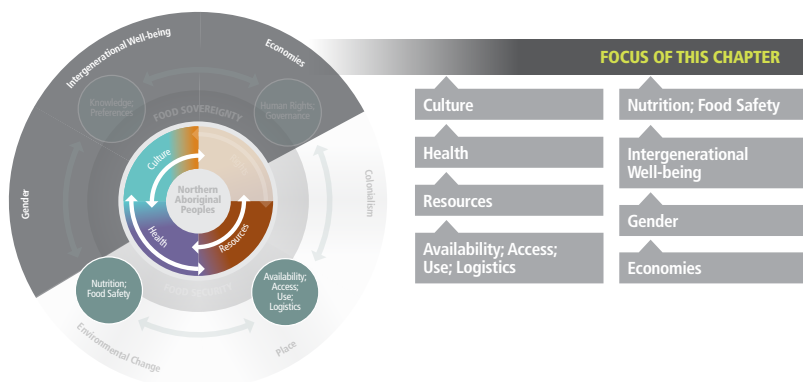 Intergenerational Well-being
Economies
Knowledge;
Preferences
Human Rights;
Governance
FOOD SOVEREIGNTY
Culture
Gender
Northern
Aboriginal
Peoples
Colonialism
Health
Resources
Nutrition;
Food Safety
Availability;
Access;
Use;
Logistics
FOOD SECURITY
Environmental Change
Place
FOCUS OF THIS CHAPTER
Culture
Health
Resources
Availability; Access;
Use; Logistics
Nutrition; Food Safety
Intergenerational
Well-being
Gender
Economies